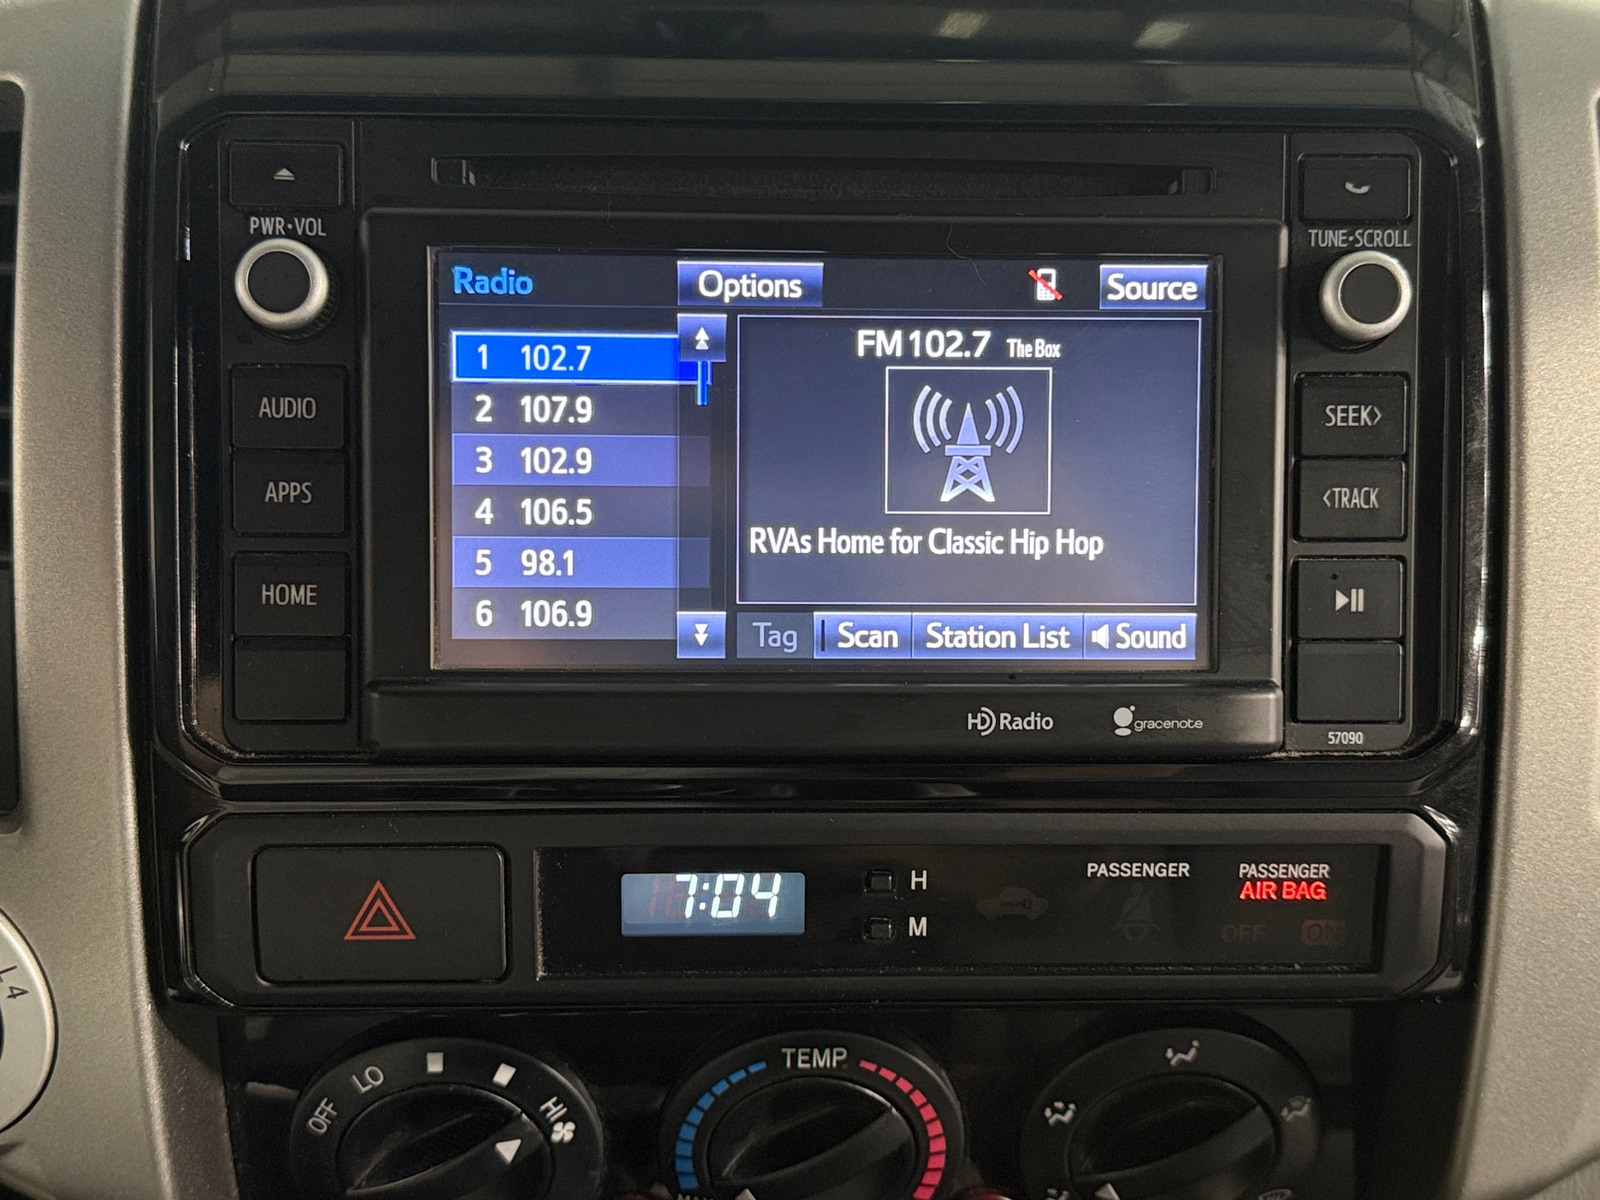 PWR•VOL
TUNE•SCROLL
Radio
Options
Source
1 102.7
2 107.9
3 102.9
4 106.5
5 98.1
6 106.9
FM 102.7 The Box
RVAs Home for Classic Hip Hop
Tag
Scan
Station List
Sound
AUDIO
APPS
HOME
SEEK>
<TRACK
HD Radio
gracenote
57090
7:04
H
M
PASSENGER
PASSENGER
AIR BAG
OFF ON
L4
OFF
LO
HI
TEMP